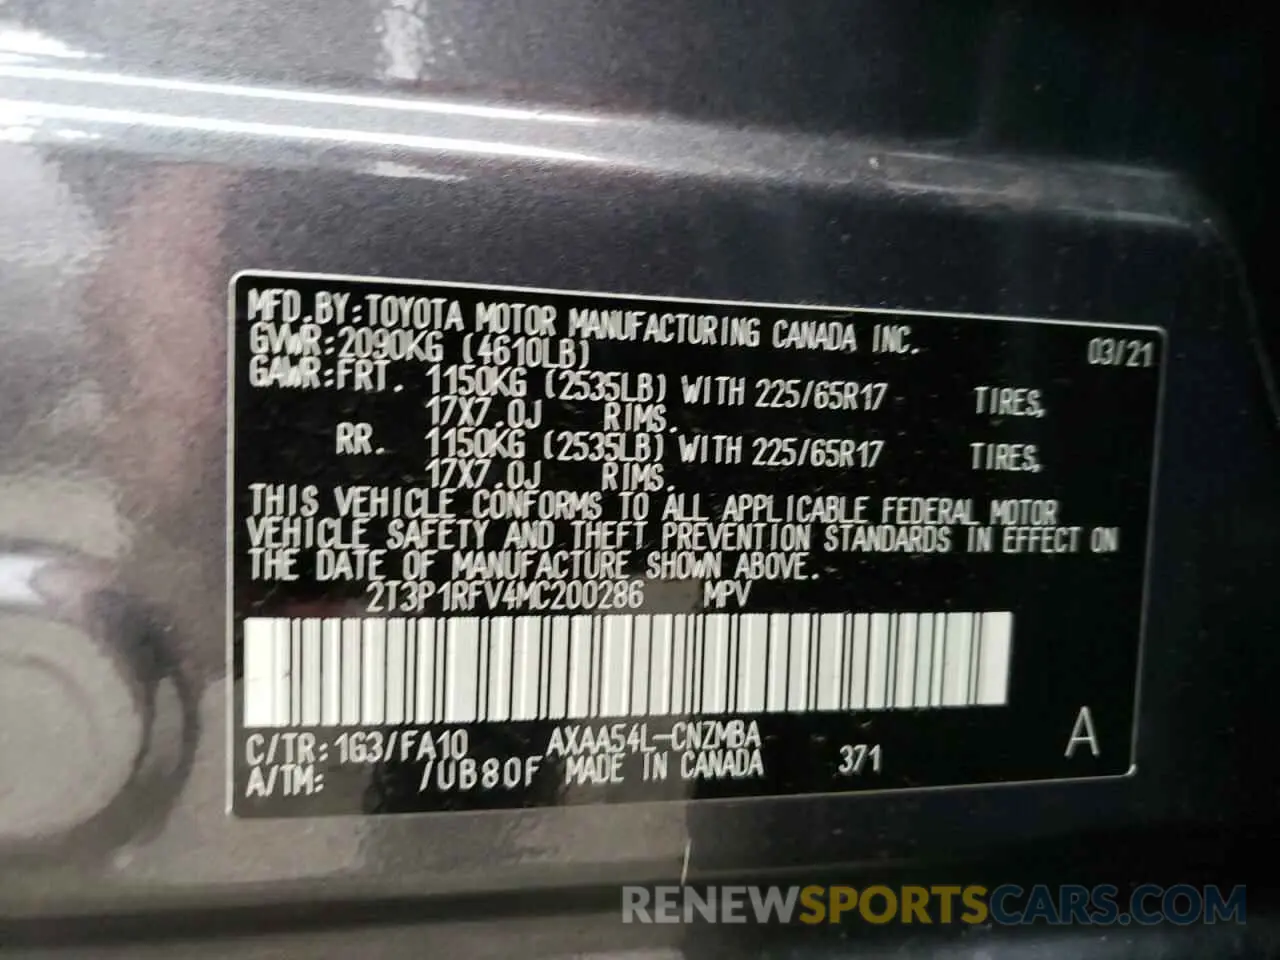 MFD.BY:TOYOTA MOTOR MANUFACTURING CANADA INC.
GVWR:2090KG (4610LB) 03/21
GAWR:FRT. 1150KG (2535LB) WITH 225/65R17 TIRES,
17X7.0J RIMS.
RR. 1150KG (2535LB) WITH 225/65R17 TIRES,
17X7.0J RIMS.
THIS VEHICLE CONFORMS TO ALL APPLICABLE FEDERAL MOTOR
VEHICLE SAFETY AND THEFT PREVENTION STANDARDS IN EFFECT ON
THE DATE OF MANUFACTURE SHOWN ABOVE.
2T3P1RFV4MC200286 MPV
C/TR:1G3/FA10 AXAA54L-CNZMBA
A/TM: /UB80F MADE IN CANADA 371 A
RENEWSPORTSCARS.COM